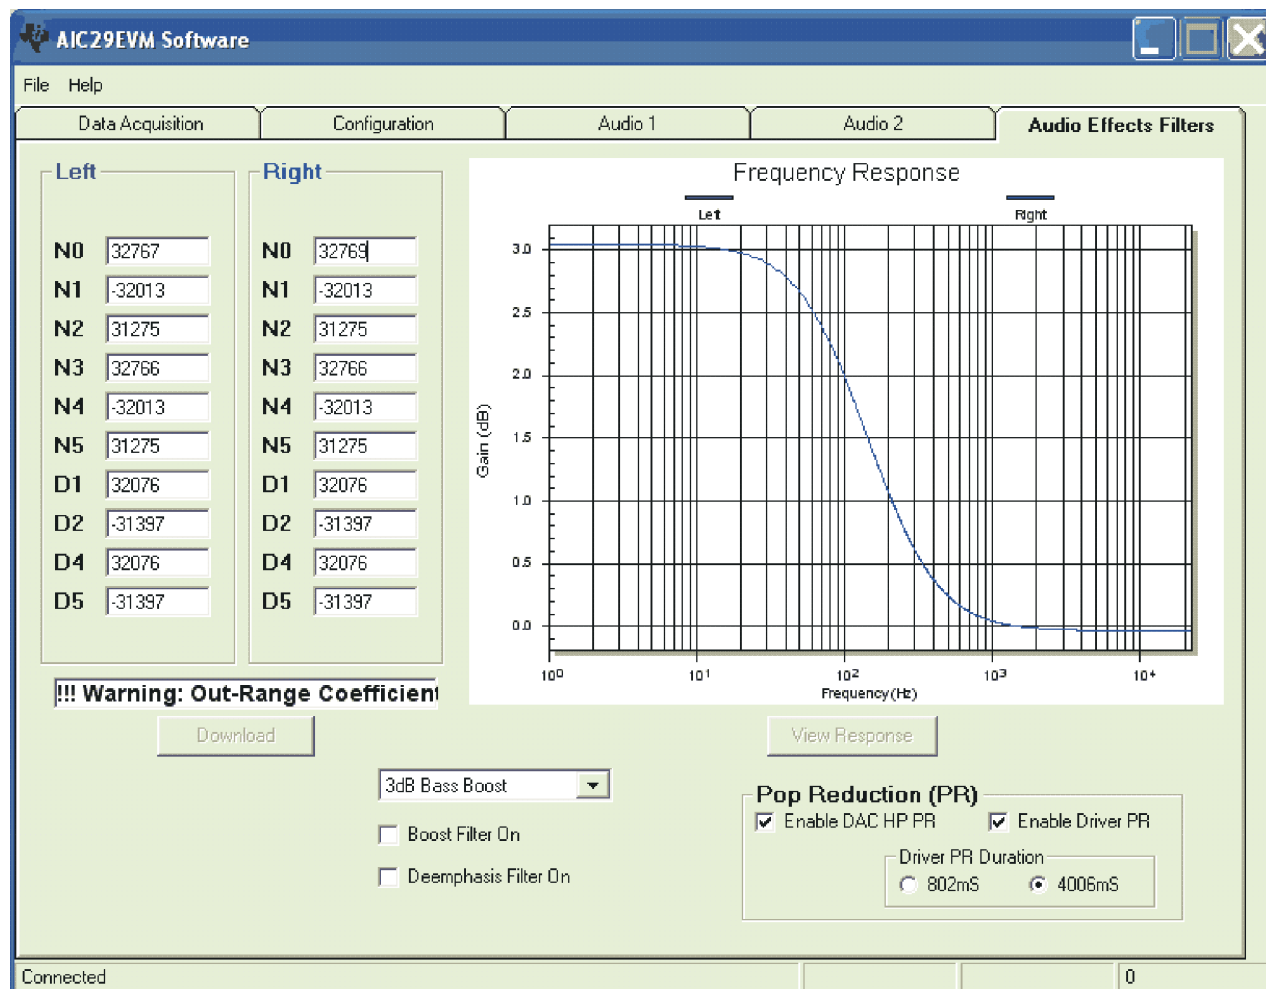 AIC29EVM Software
File Help
Data Acquisition Configuration Audio 1 Audio 2 Audio Effects Filters
Left
N0 32767
N1 -32013
N2 31275
N3 32766
N4 -32013
N5 31275
D1 32076
D2 -31397
D4 32076
D5 -31397
Right
N0 32769
N1 -32013
N2 31275
N3 32766
N4 -32013
N5 31275
D1 32076
D2 -31397
D4 32076
D5 -31397
!!! Warning: Out-Range Coefficient
Download
Frequency Response
Left Right
Gain (dB)
3.0
2.5
2.0
1.5
1.0
0.5
0.0
10⁰ 10¹ 10² 10³ 10⁴
Frequency (Hz)
View Response
3dB Bass Boost
Boost Filter On
Deemphasis Filter On
Pop Reduction (PR)
Enable DAC HP PR Enable Driver PR
Driver PR Duration
802mS 4006mS
Connected 0